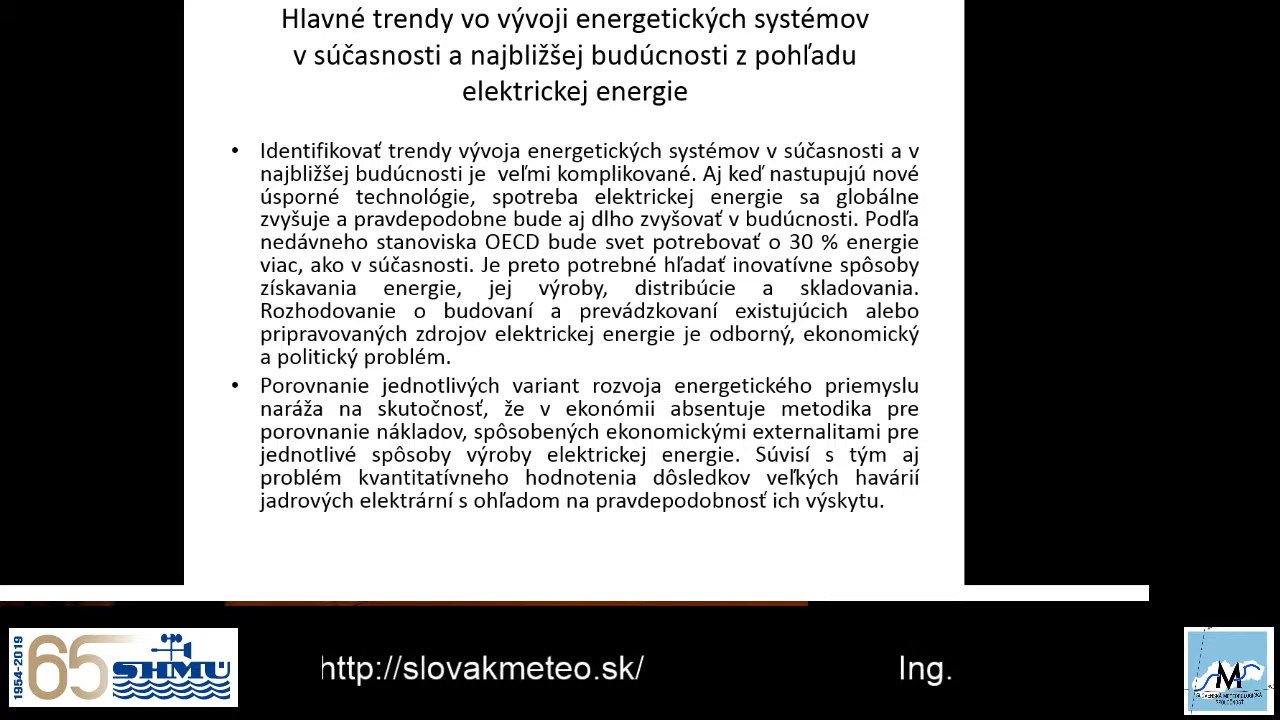 Hlavné trendy vo vývoji energetických systémov
v súčasnosti a najbližšej budúcnosti z pohľadu
elektrickej energie
• Identifikovať trendy vývoja energetických systémov v súčasnosti a v
najbližšej budúcnosti je veľmi komplikované. Aj keď nastupujú nové
úsporné technológie, spotreba elektrickej energie sa globálne
zvyšuje a pravdepodobne bude aj dlho zvyšovať v budúcnosti. Podľa
nedávneho stanoviska OECD bude svet potrebovať o 30 % energie
viac, ako v súčasnosti. Je preto potrebné hľadať inovatívne spôsoby
získavania energie, jej výroby, distribúcie a skladovania.
Rozhodovanie o budovaní a prevádzkovaní existujúcich alebo
pripravovaných zdrojov elektrickej energie je odborný, ekonomický
a politický problém.
• Porovnanie jednotlivých variant rozvoja energetického priemyslu
naráža na skutočnosť, že v ekonómii absentuje metodika pre
porovnanie nákladov, spôsobených ekonomickými externalitami pre
jednotlivé spôsoby výroby elektrickej energie. Súvisí s tým aj
problém kvantitatívneho hodnotenia dôsledkov veľkých havárií
jadrových elektrární s ohľadom na pravdepodobnosť ich výskytu.
1954-2019
65
SHMU
http://slovakmeteo.sk/
Ing.
M
SLOVENSKÁ METEOROLOGICKÁ
SPOLOČNOSŤ